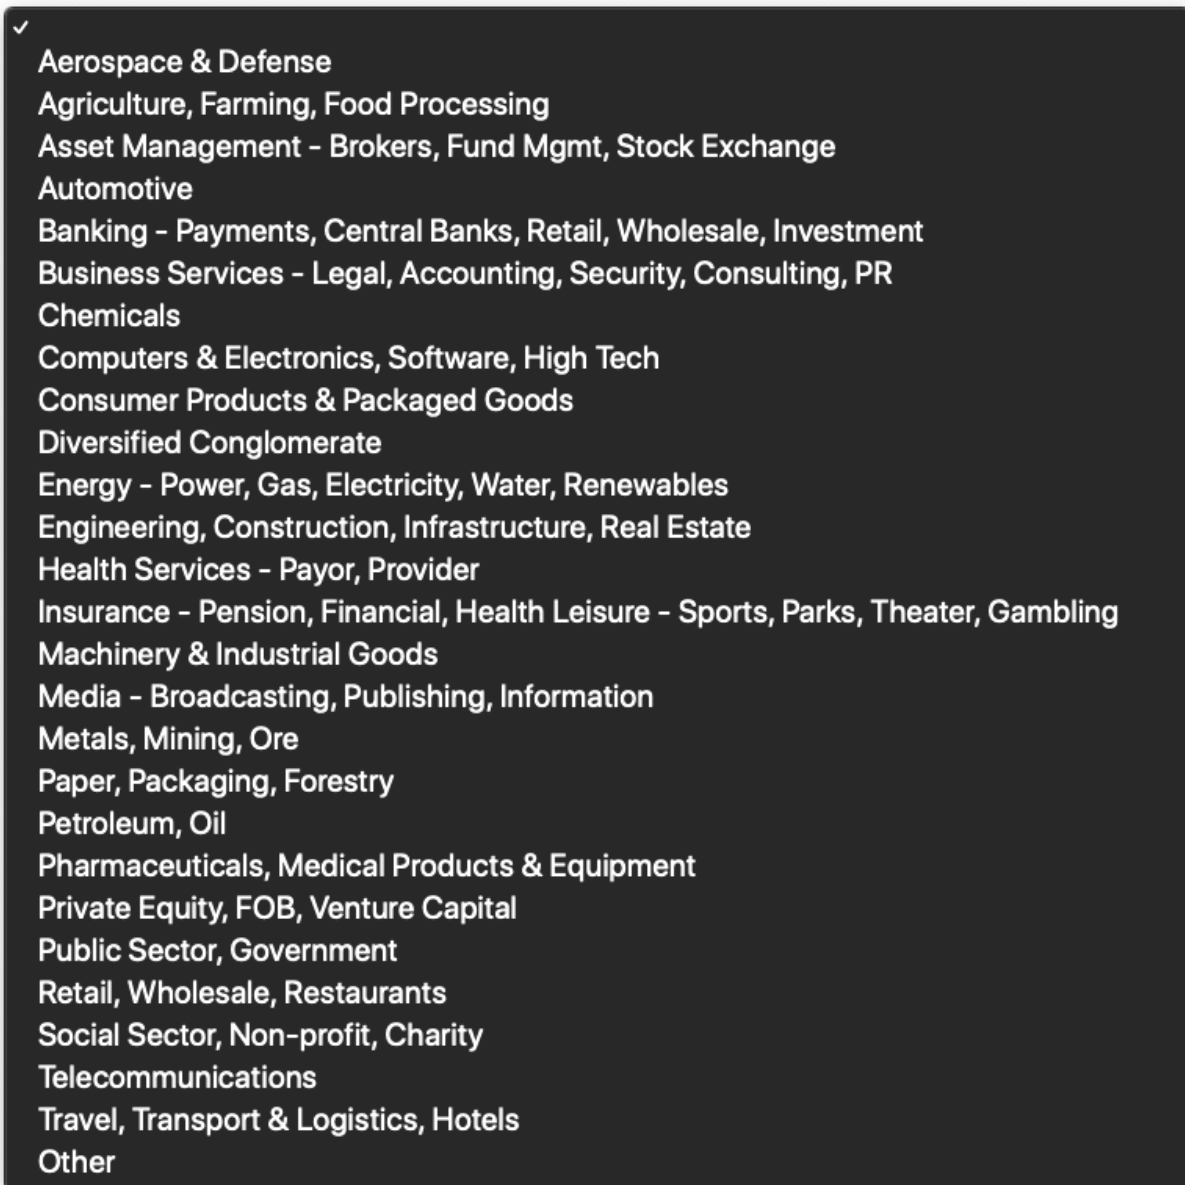 Aerospace & Defense
Agriculture, Farming, Food Processing
Asset Management - Brokers, Fund Mgmt, Stock Exchange
Automotive
Banking - Payments, Central Banks, Retail, Wholesale, Investment
Business Services - Legal, Accounting, Security, Consulting, PR
Chemicals
Computers & Electronics, Software, High Tech
Consumer Products & Packaged Goods
Diversified Conglomerate
Energy - Power, Gas, Electricity, Water, Renewables
Engineering, Construction, Infrastructure, Real Estate
Health Services - Payor, Provider
Insurance - Pension, Financial, Health Leisure - Sports, Parks, Theater, Gambling
Machinery & Industrial Goods
Media - Broadcasting, Publishing, Information
Metals, Mining, Ore
Paper, Packaging, Forestry
Petroleum, Oil
Pharmaceuticals, Medical Products & Equipment
Private Equity, FOB, Venture Capital
Public Sector, Government
Retail, Wholesale, Restaurants
Social Sector, Non-profit, Charity
Telecommunications
Travel, Transport & Logistics, Hotels
Other